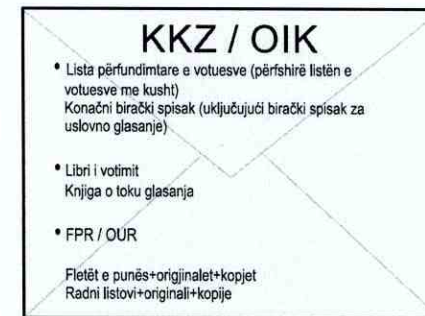 KKZ / OIK
• Lista përfundimtare e votuesve (përfshirë listën e
votuesve me kusht)
Konačni birački spisak (uključujući birački spisak za
uslovno glasanje)
• Libri i votimit
Knjiga o toku glasanja
• FPR / OUR
Fletët e punës+origjinalet+kopjet
Radni listovi+originali+kopije